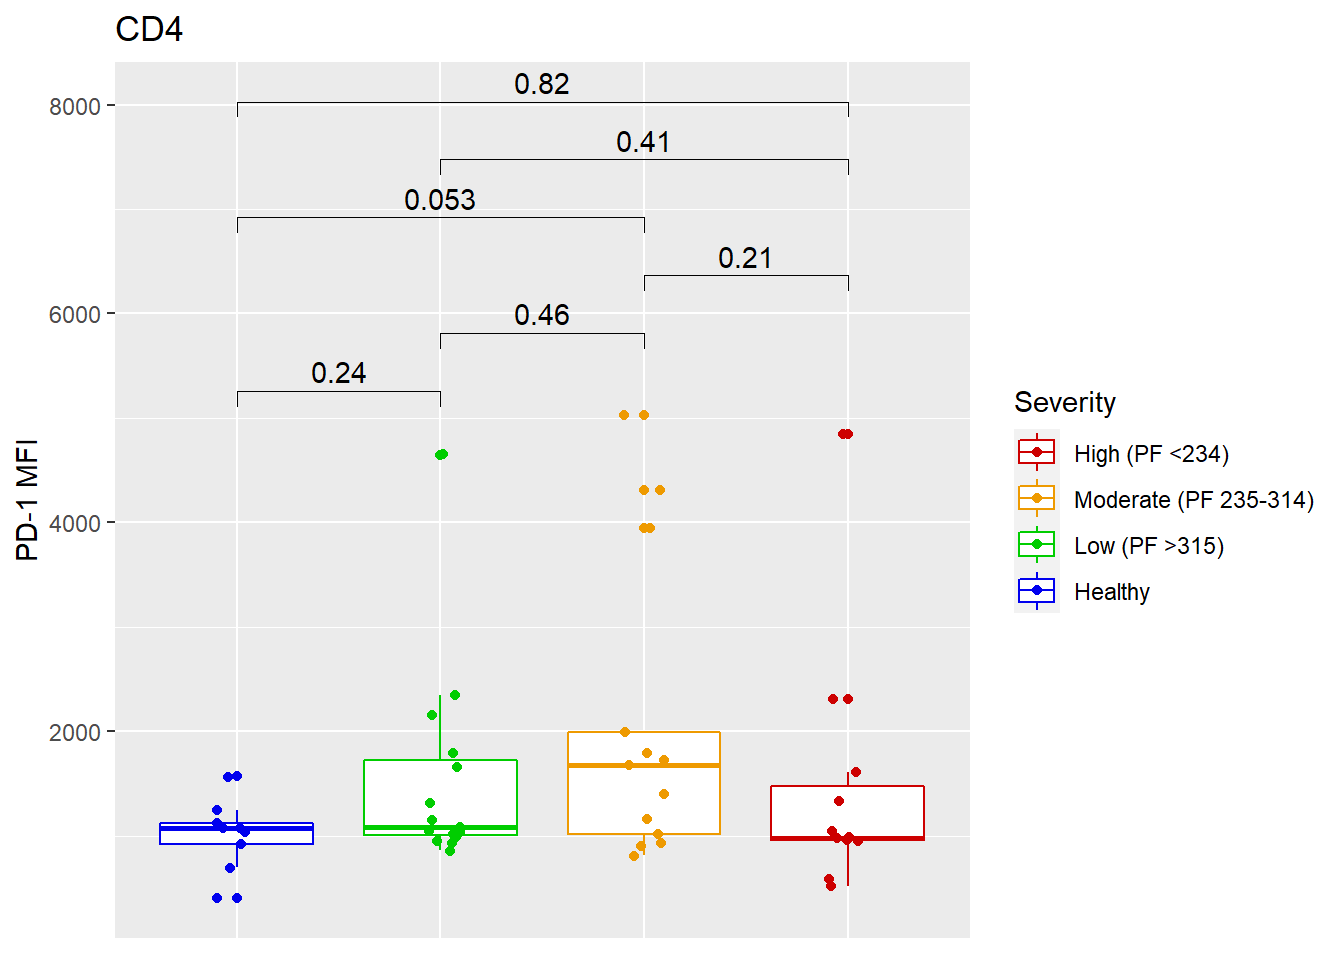 CD4
0.82
8000
0.41
0.053
0.21
6000
0.46
0.24
PD-1 MFI
4000
2000
Severity
High (PF <234)
Moderate (PF 235-314)
Low (PF >315)
Healthy